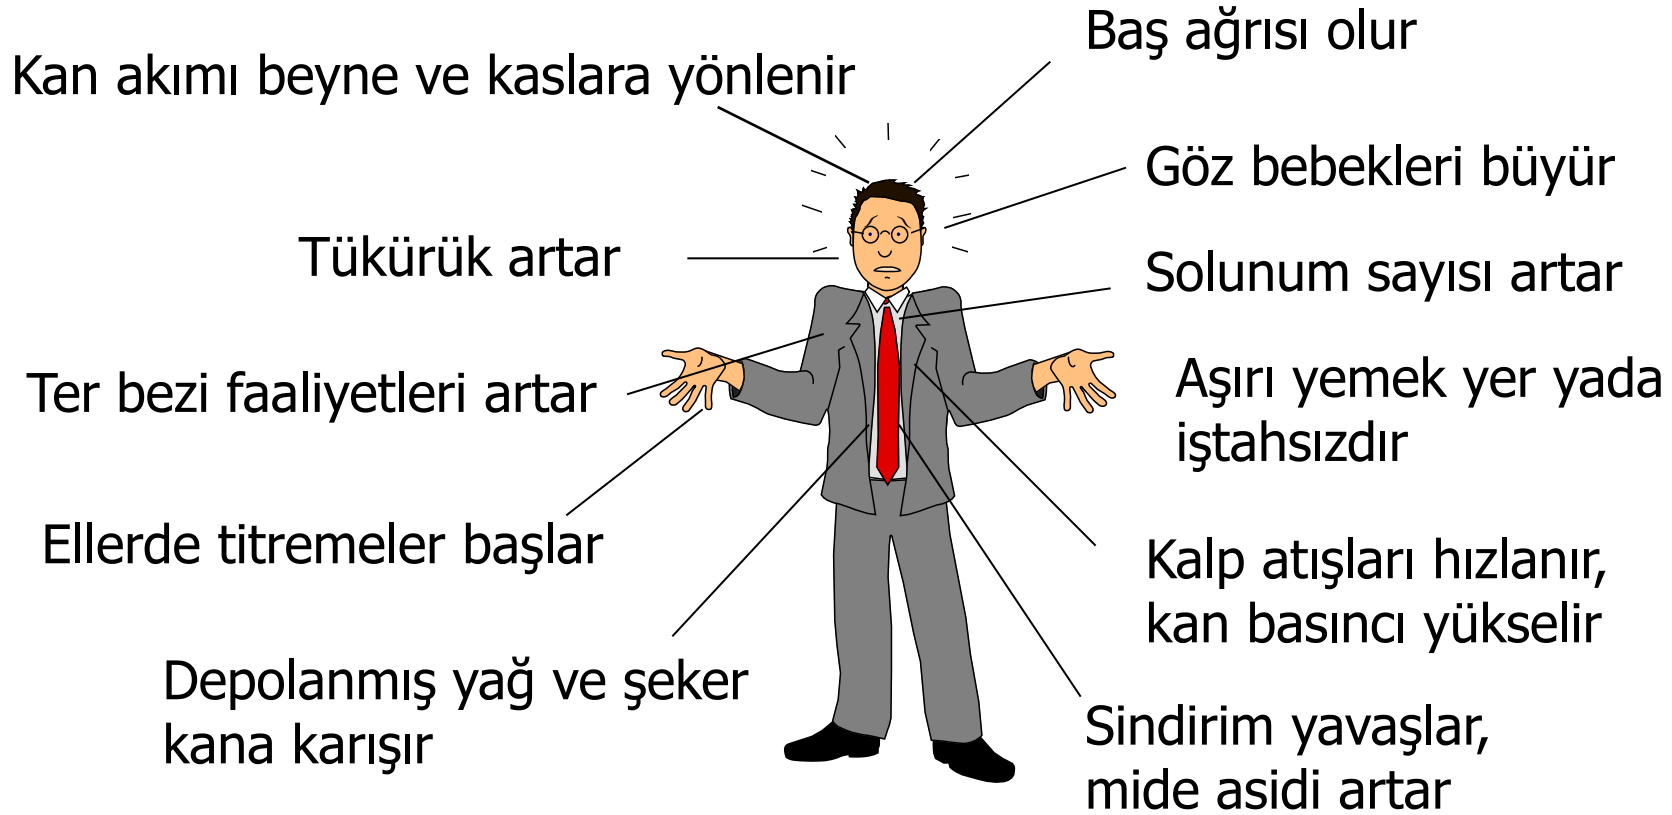 Kan akımı beyne ve kaslara yönlenir
Tükürük artar
Ter bezi faaliyetleri artar
Ellerde titremeler başlar
Depolanmış yağ ve şeker
kana karışır
Baş ağrısı olur
Göz bebekleri büyür
Solunum sayısı artar
Aşırı yemek yer yada
iştahsızdır
Kalp atışları hızlanır,
kan basıncı yükselir
Sindirim yavaşlar,
mide asidi artar